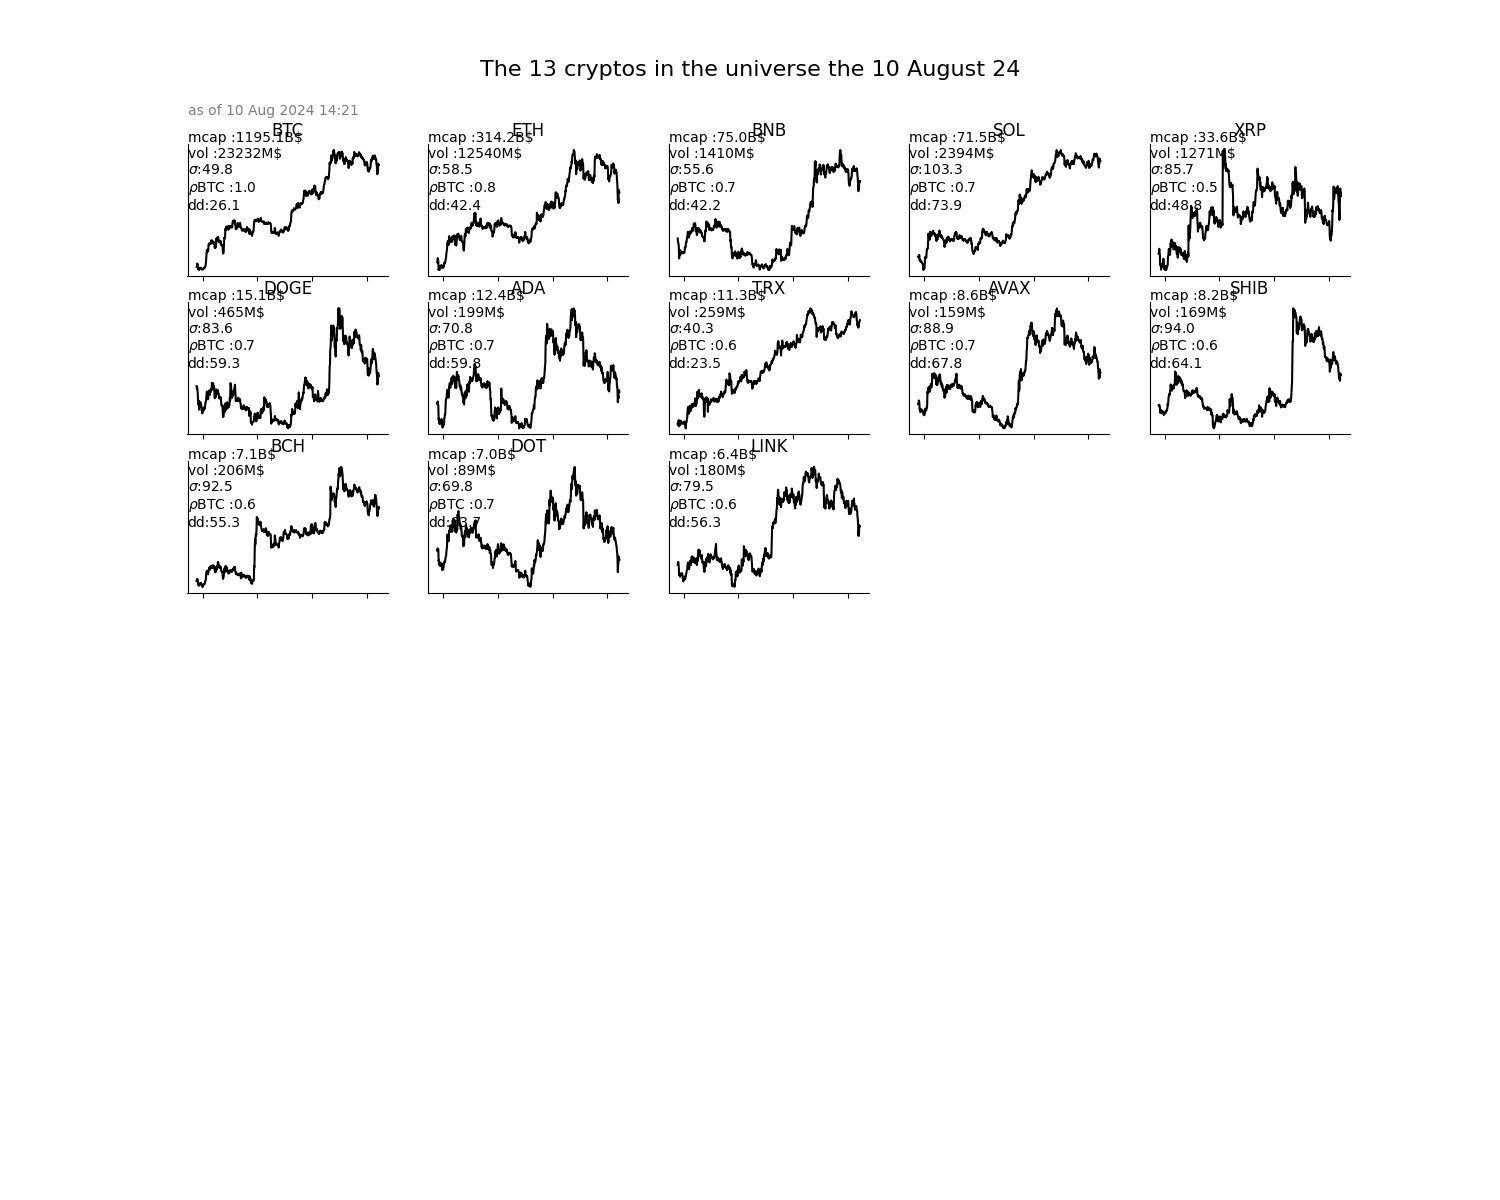 The 13 cryptos in the universe the 10 August 24
as of 10 Aug 2024 14:21
BTC
mcap :1195.1B$
vol :23232M$
σ:49.8
ρBTC :1.0
dd:26.1
ETH
mcap :314.2B$
vol :12540M$
σ:58.5
ρBTC :0.8
dd:42.4
BNB
mcap :75.0B$
vol :1410M$
σ:55.6
ρBTC :0.7
dd:42.2
SOL
mcap :71.5B$
vol :2394M$
σ:103.3
ρBTC :0.7
dd:73.9
XRP
mcap :33.6B$
vol :1271M$
σ:85.7
ρBTC :0.5
dd:48.8
DOGE
mcap :15.1B$
vol :465M$
σ:83.6
ρBTC :0.7
dd:59.3
ADA
mcap :12.4B$
vol :199M$
σ:70.8
ρBTC :0.7
dd:59.8
TRX
mcap :11.3B$
vol :259M$
σ:40.3
ρBTC :0.6
dd:23.5
AVAX
mcap :8.6B$
vol :159M$
σ:88.9
ρBTC :0.7
dd:67.8
SHIB
mcap :8.2B$
vol :169M$
σ:94.0
ρBTC :0.6
dd:64.1
BCH
mcap :7.1B$
vol :206M$
σ:92.5
ρBTC :0.6
dd:55.3
DOT
mcap :7.0B$
vol :89M$
σ:69.8
ρBTC :0.7
LINK
mcap :6.4B$
vol :180M$
σ:79.5
ρBTC :0.6
dd:56.3